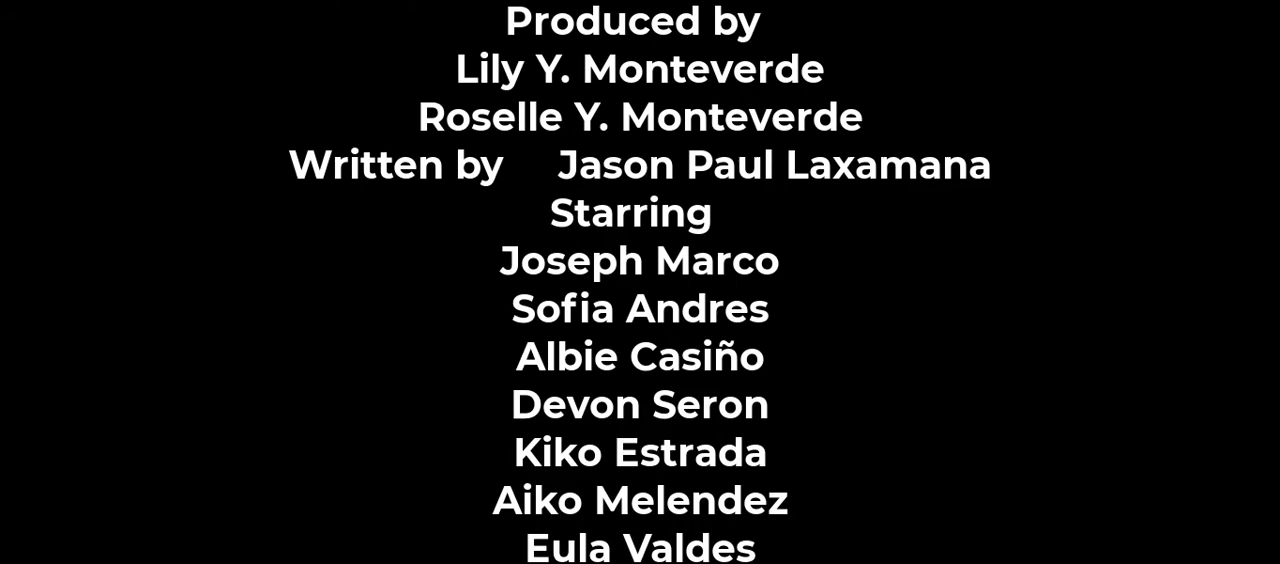 Produced by
Lily Y. Monteverde
Roselle Y. Monteverde
Written by Jason Paul Laxamana
Starring
Joseph Marco
Sofia Andres
Albie Casiño
Devon Seron
Kiko Estrada
Aiko Melendez
Eula Valdes